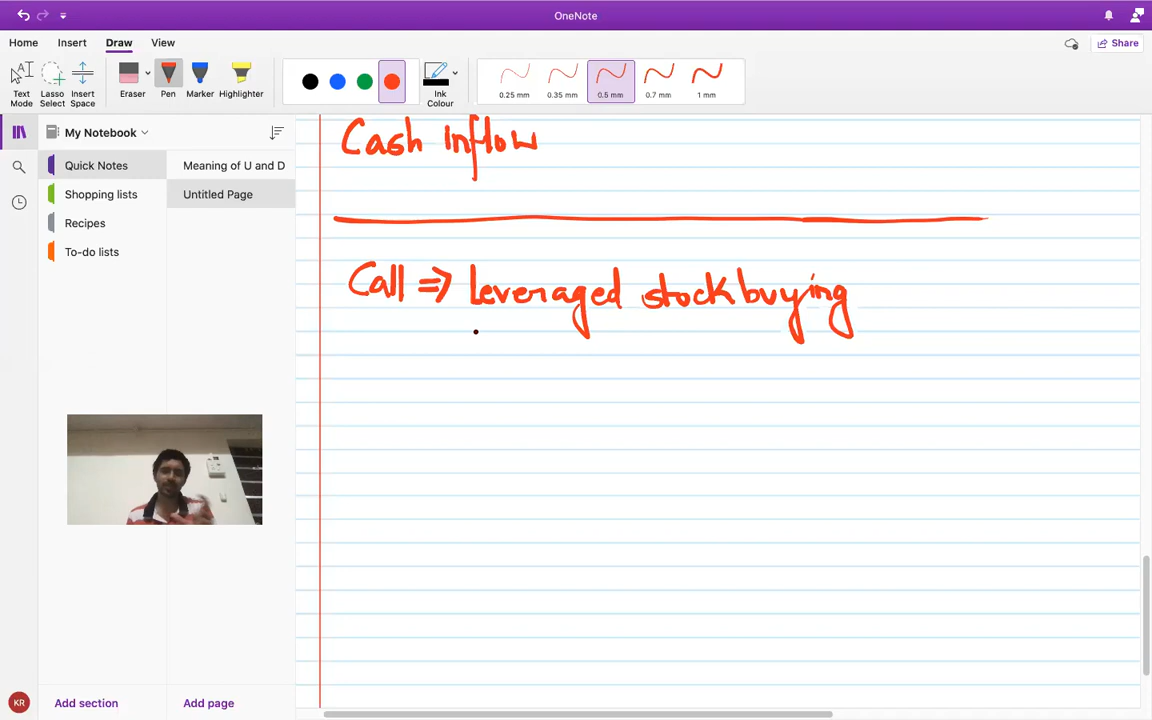 OneNote
Home Insert Draw View Share
Text Mode Lasso Select Insert Space Eraser Pen Marker Highlighter Ink Colour 0.25 mm 0.35 mm 0.5 mm 0.7 mm 1 mm
My Notebook
Quick Notes
Shopping lists
Recipes
To-do lists
Meaning of U and D
Untitled Page
Cash inflow
Call ⇒ Leveraged stock buying
KR
Add section
Add page